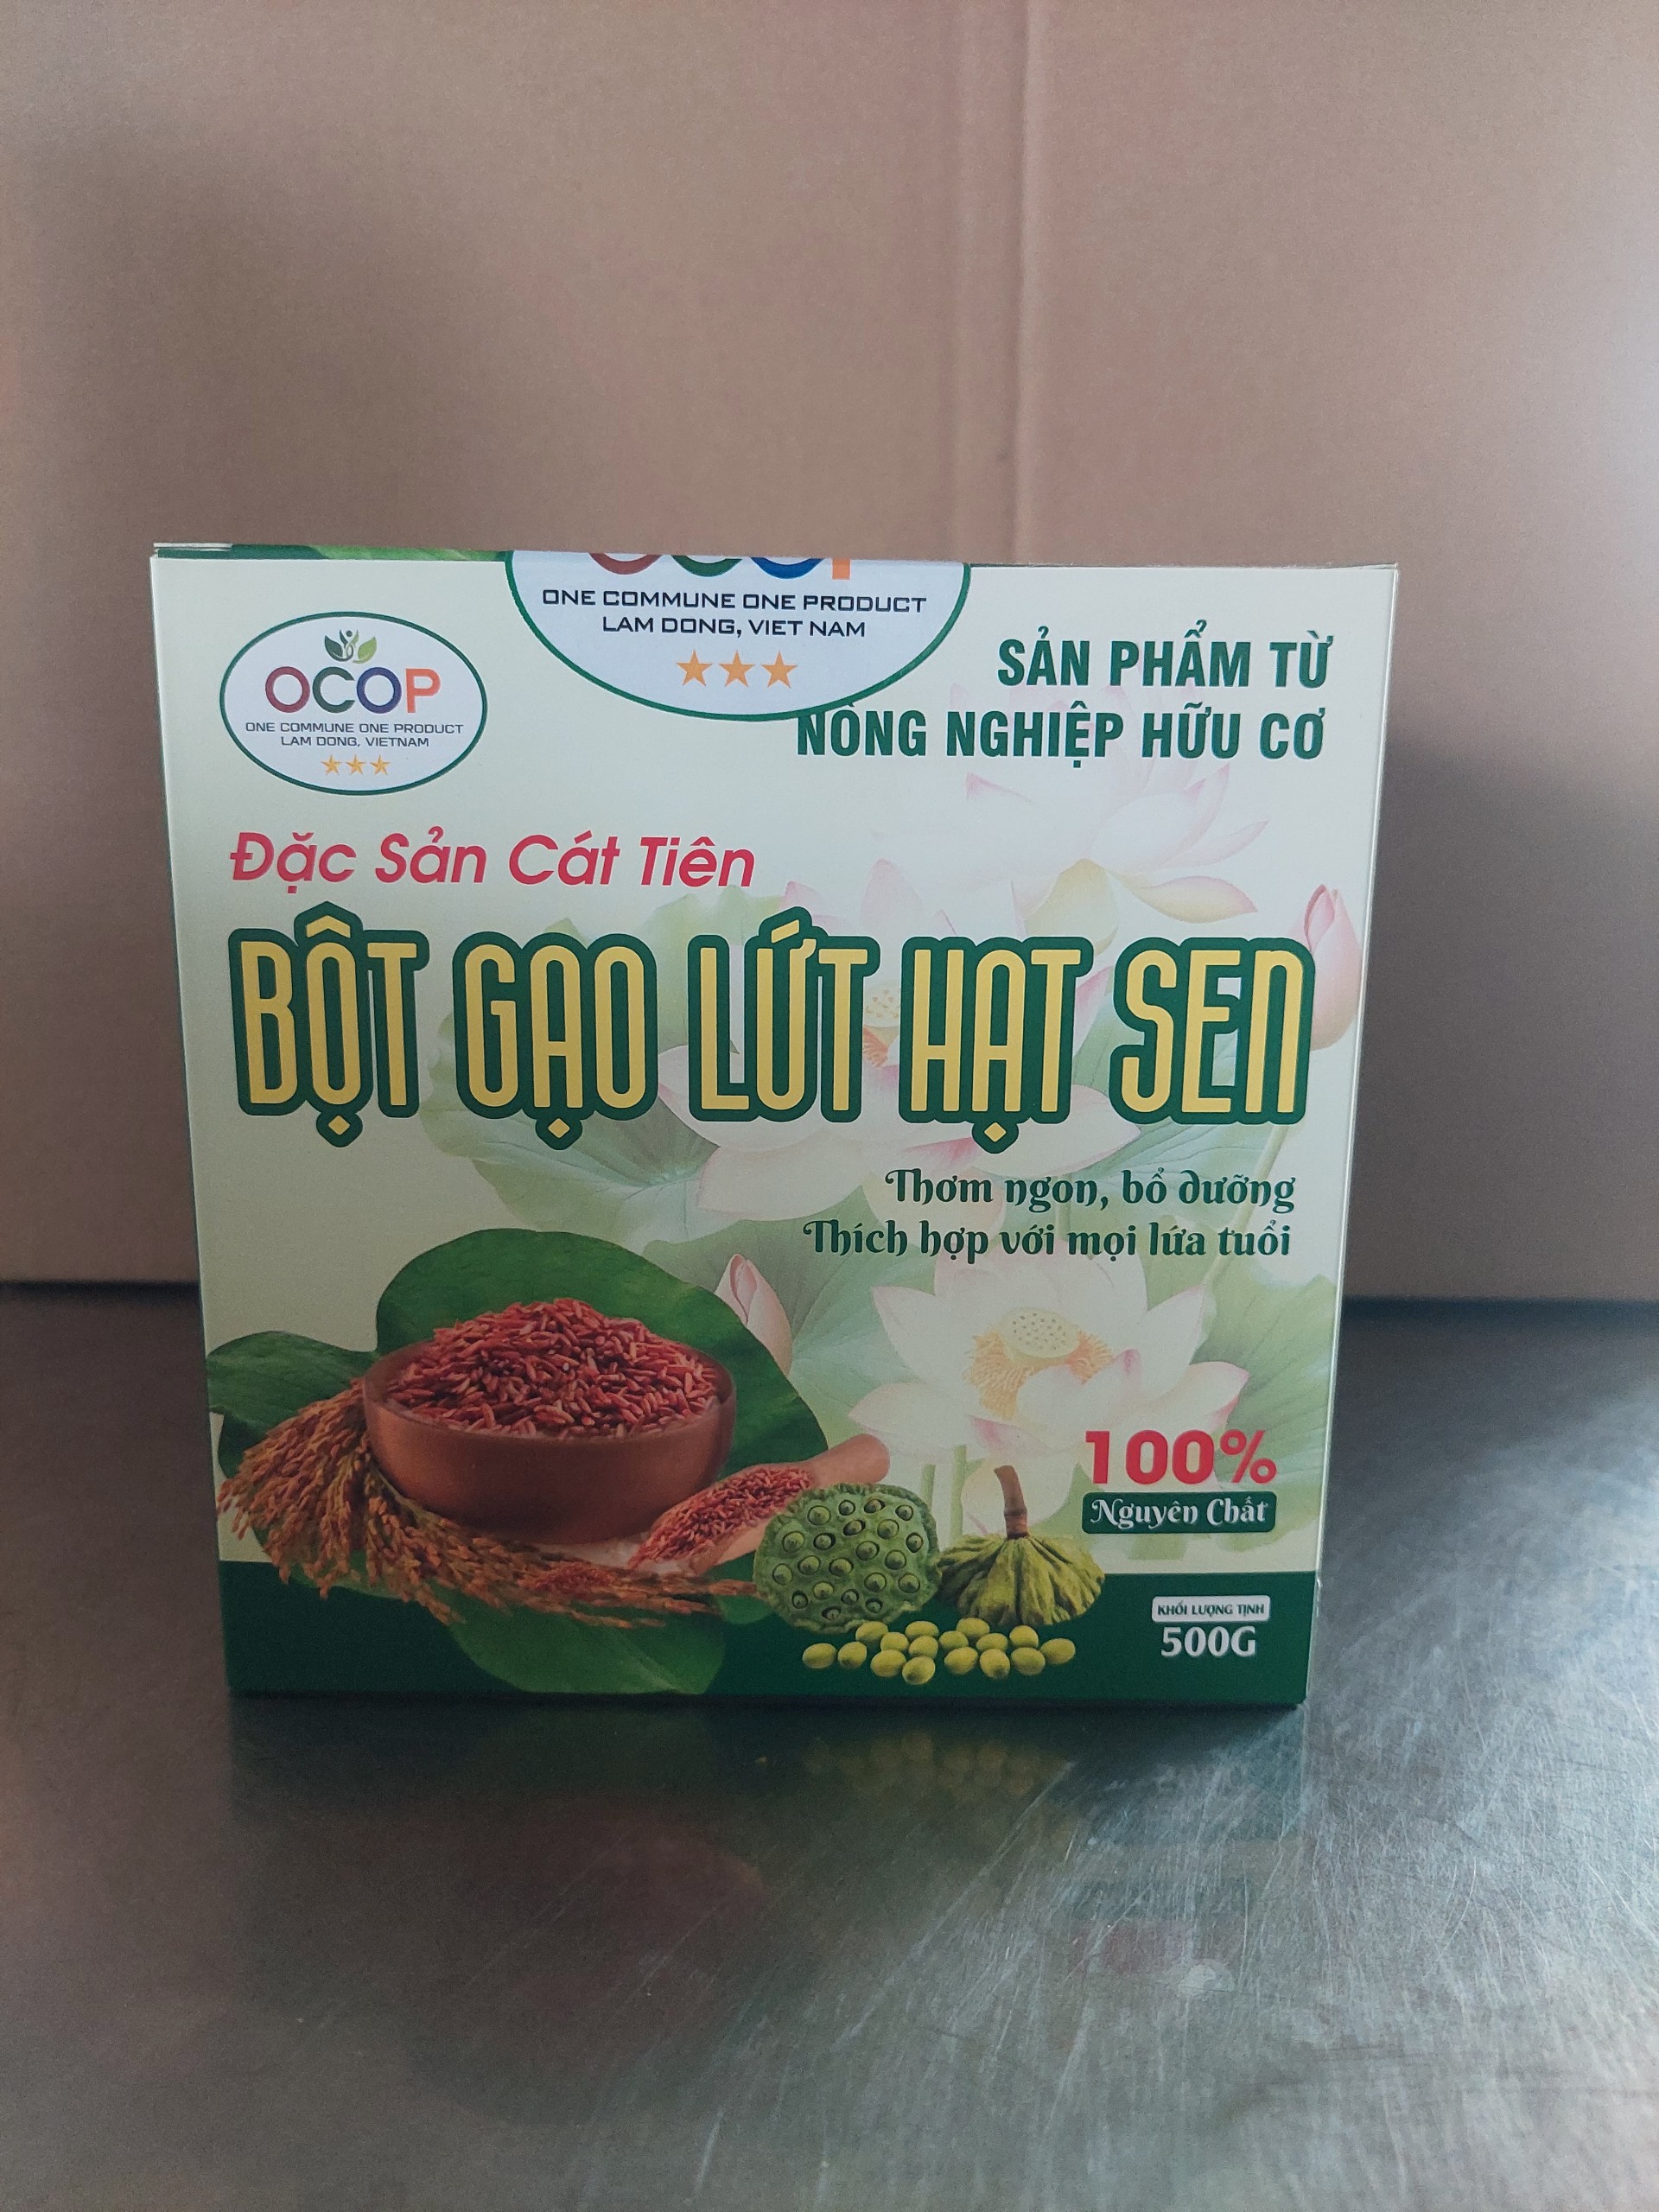 OCOP
ONE COMMUNE ONE PRODUCT
LAM DONG, VIETNAM
OCOP
ONE COMMUNE ONE PRODUCT
LAM DONG, VIET NAM
SẢN PHẨM TỪ
NÔNG NGHIỆP HỮU CƠ
Đặc Sản Cát Tiên
BỘT GẠO LỨT HẠT SEN
Thơm ngon, bổ dưỡng
Thích hợp với mọi lứa tuổi
100%
Nguyên Chất
KHỐI LƯỢNG TỊNH
500G